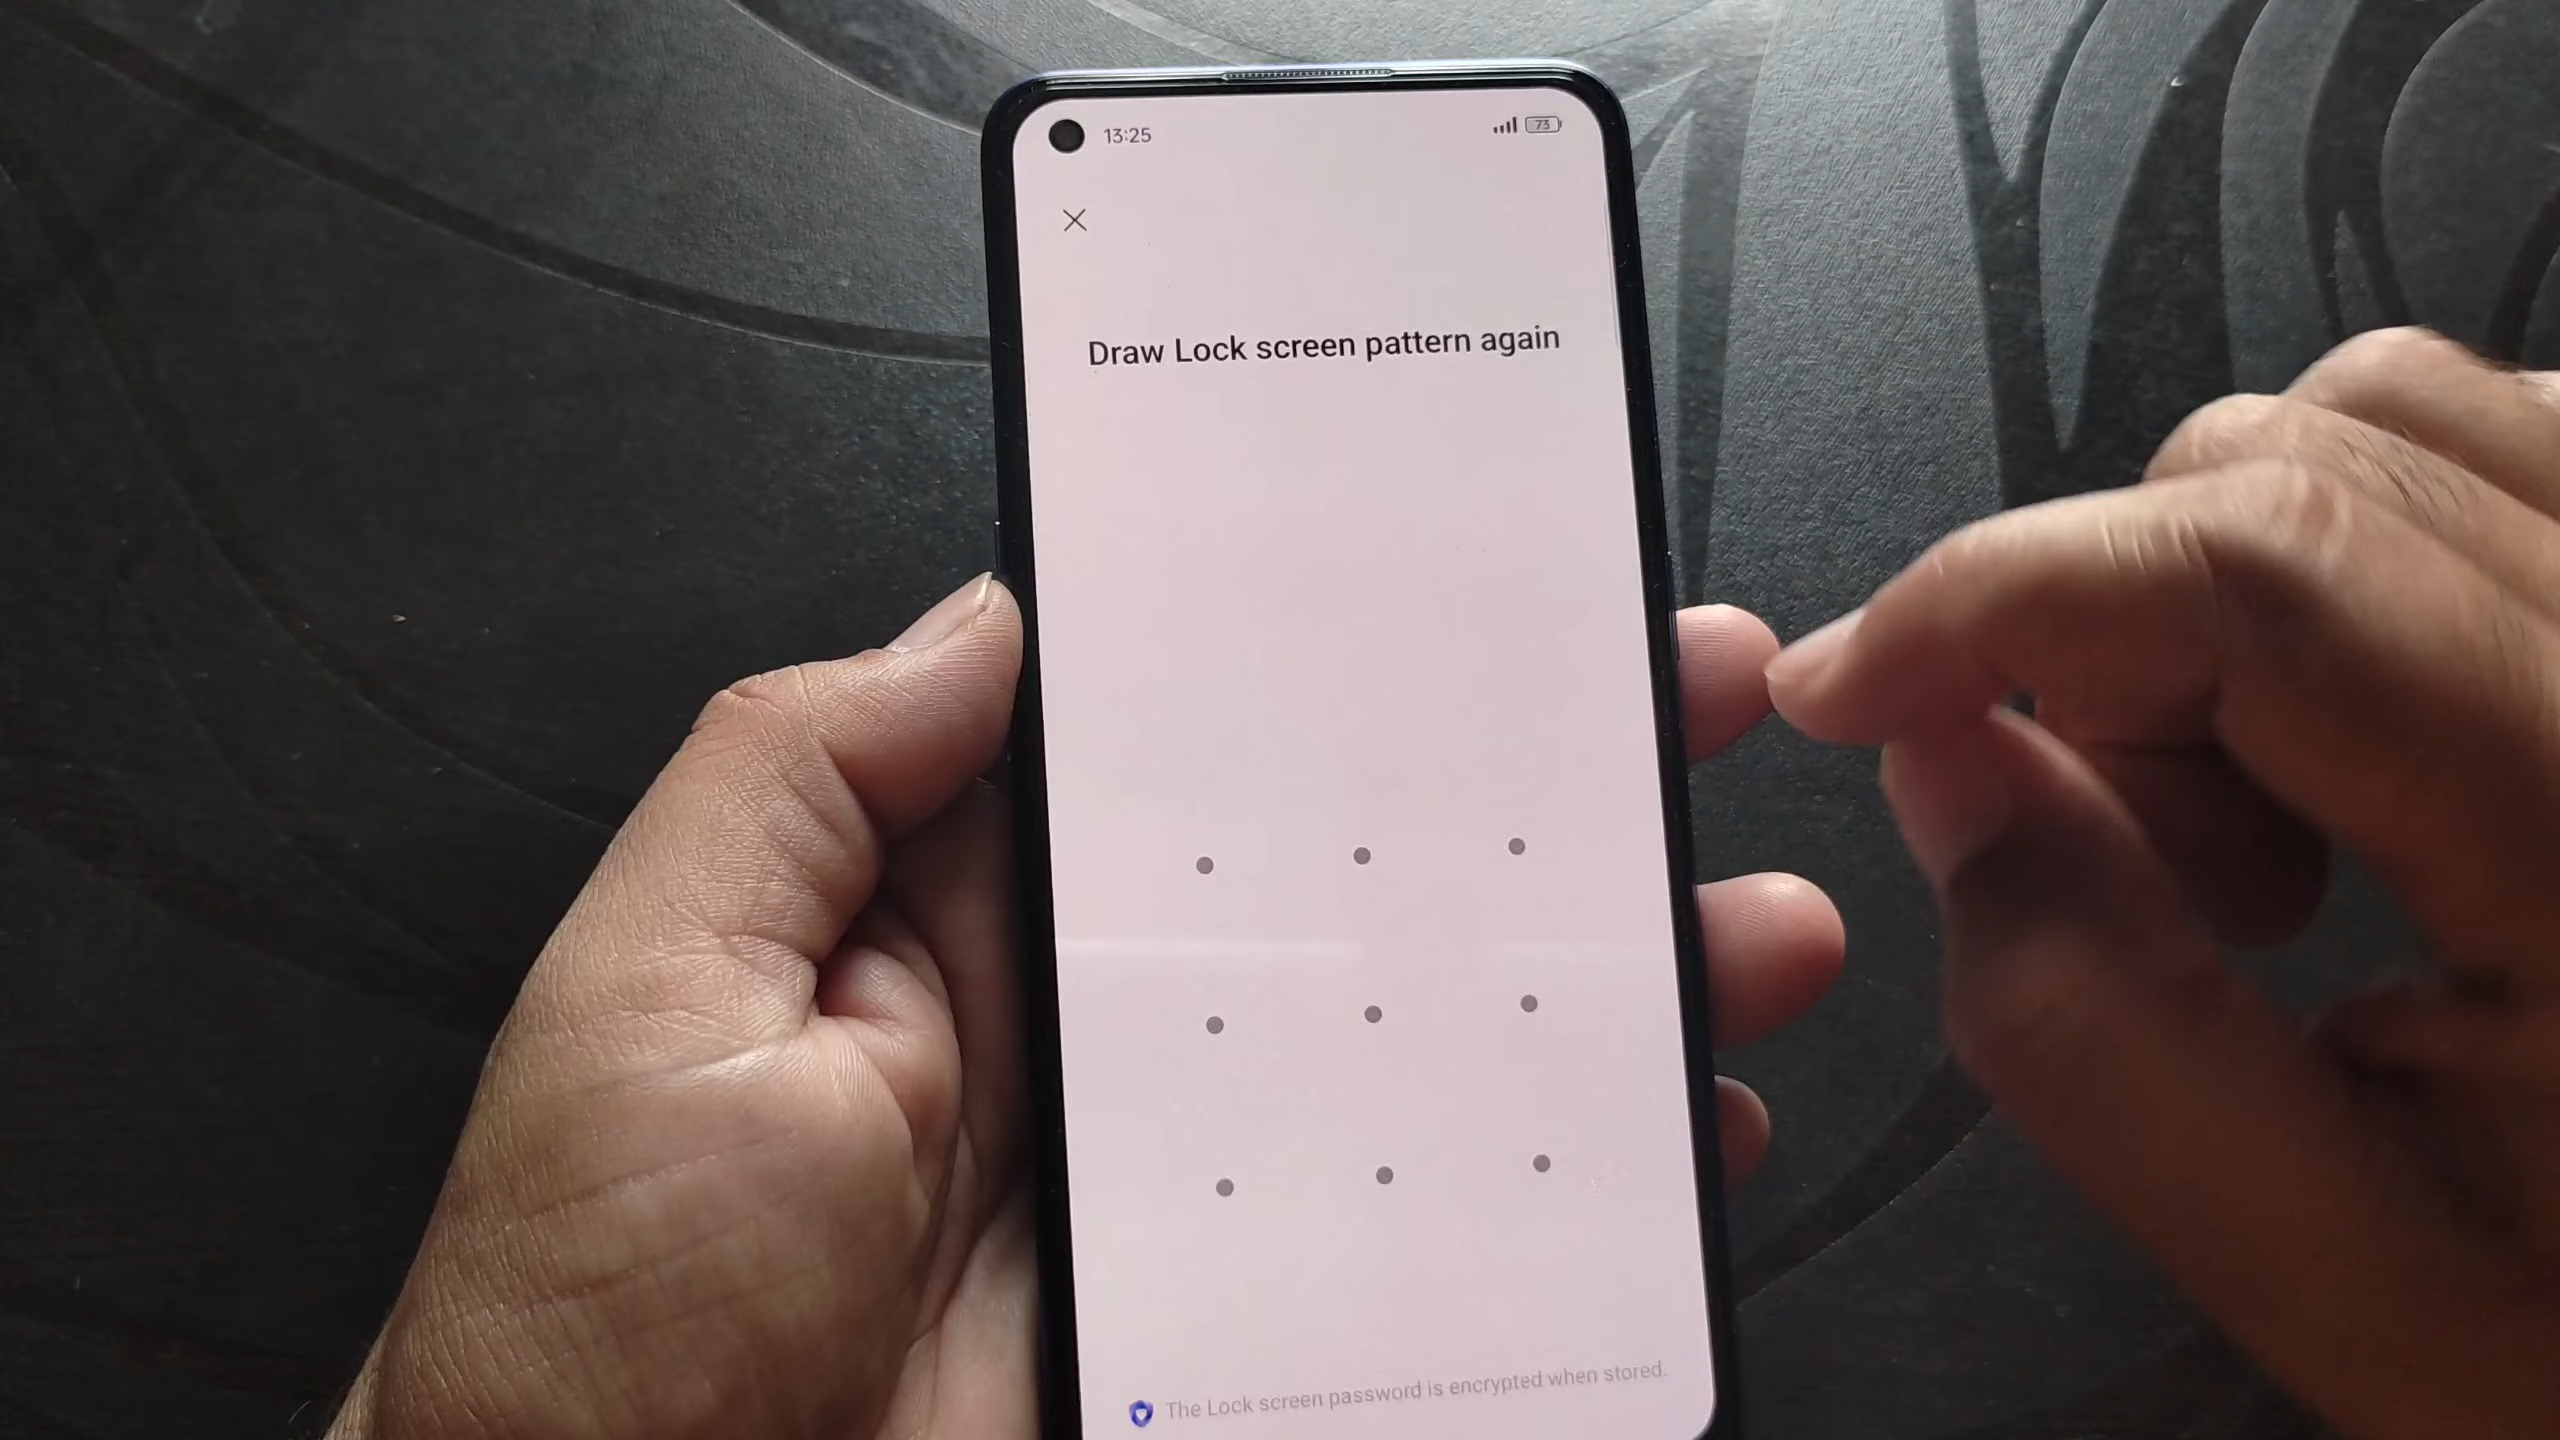 13:25
73
Draw Lock screen pattern again
The Lock screen password is encrypted when stored.